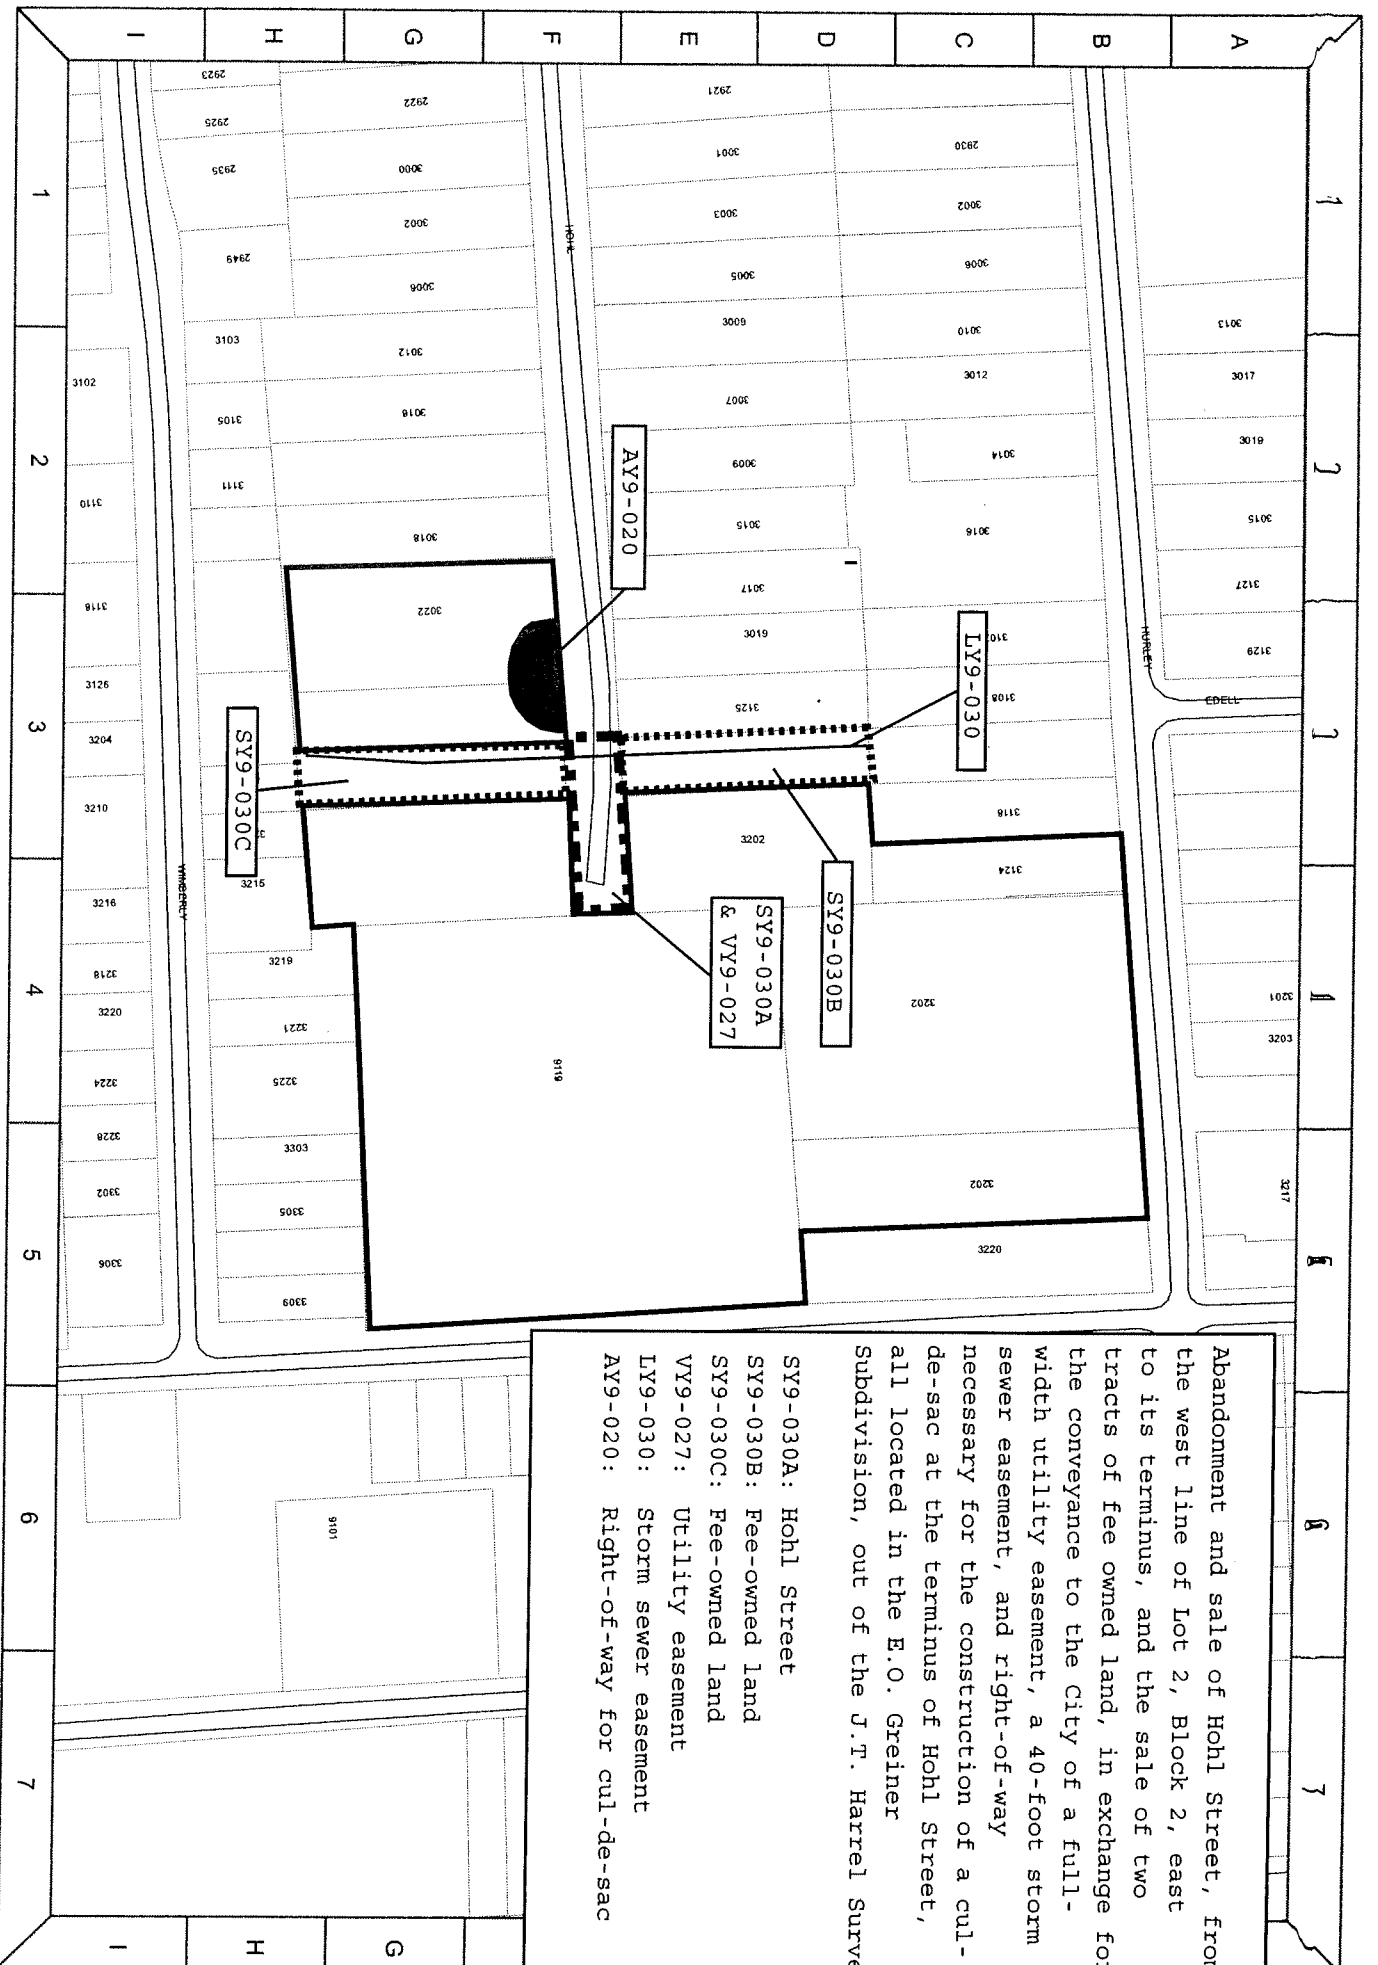 Abandonment and sale of Hohl Street, from
the west line of Lot 2, Block 2, east
to its terminus, and the sale of two
tracts of fee owned land, in exchange for
the conveyance to the City of a full-
width utility easement, a 40-foot storm
sewer easement, and right-of-way
necessary for the construction of a cul-
de-sac at the terminus of Hohl Street,
all located in the E.O. Greiner
Subdivision, out of the J.T. Harrel Surve
SY9-030A: Hohl Street
SY9-030B: Fee-owned land
SY9-030C: Fee-owned land
VY9-027: Utility easement
LY9-030: Storm sewer easement
AY9-020: Right-of-way for cul-de-sac
A
B
C
D
E
F
G
H
I
1
2
3
4
5
6
7
G
H
I
3013
3017
3019
3015
3127
3129
3201
3203
3217
HURLEY
EDELL
2930
3002
3006
3010
3012
3014
3016
3108
3118
3124
3202
3202
3220
LY9-030
2921
3001
3003
3005
3009
3007
3009
3015
3017
3019
3125
3202
SY9-030B
SY9-030A
& VY9-027
AY9-020
HOHL
2922
3000
3002
3006
3012
3018
3018
3022
9119
SY9-030C
2923
2925
2935
2949
3103
3105
3111
3215
3219
3221
3225
3303
3305
3309
WIMBERLY
3102
3110
3118
3126
3204
3210
3216
3218
3220
3224
3228
3302
3306
9101